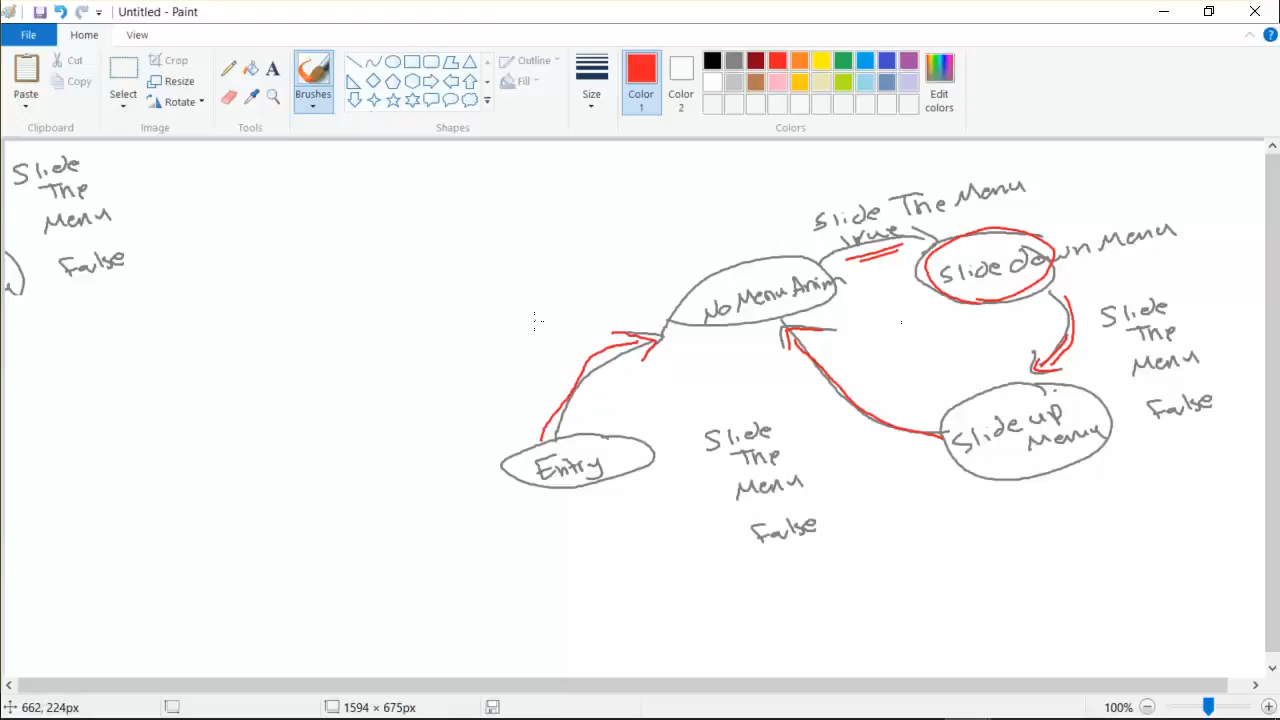 Untitled - Paint
File
Home
View
Paste
Cut
Copy
Clipboard
Select
Crop
Resize
Rotate
Image
Tools
Brushes
Shapes
Outline
Fill
Size
Color
1
Color
2
Edit
colors
Colors
Slide
The
Menu
False
Slide The Menu
True
No Menu Anim
Slide down Menu
Slide
The
Menu
False
Slide up
Menu
Entry
Slide
The
Menu
False
662, 224px
1594 × 675px
100%